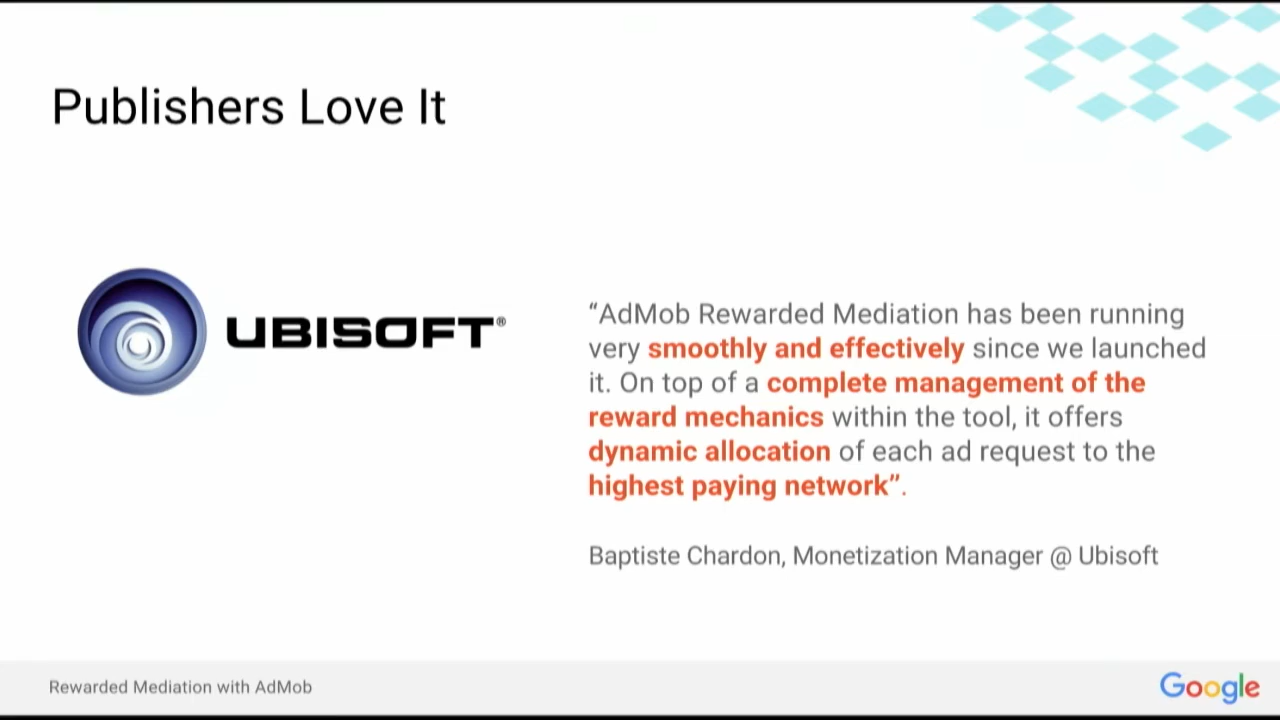 Publishers Love It
UBISOFT®
“AdMob Rewarded Mediation has been running
very smoothly and effectively since we launched
it. On top of a complete management of the
reward mechanics within the tool, it offers
dynamic allocation of each ad request to the
highest paying network”.
Baptiste Chardon, Monetization Manager @ Ubisoft
Rewarded Mediation with AdMob
Google